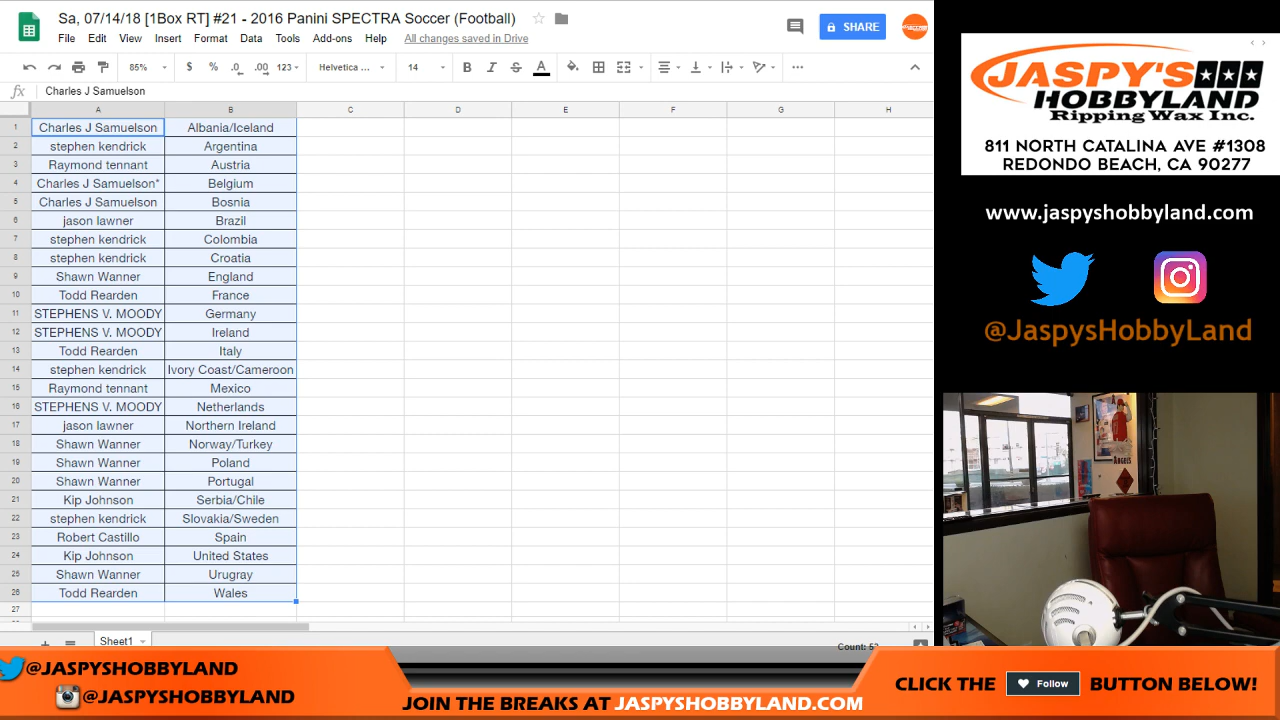 Sa, 07/14/18 [1Box RT] #21 - 2016 Panini SPECTRA Soccer (Football)
File Edit View Insert Format Data Tools Add-ons Help All changes saved in Drive
SHARE
85% $ % .0 .00 123 Helvetica ... 14 B I S A
fx Charles J Samuelson
A B C D E F G H
1 Charles J Samuelson Albania/Iceland
2 stephen kendrick Argentina
3 Raymond tennant Austria
4 Charles J Samuelson* Belgium
5 Charles J Samuelson Bosnia
6 jason lawner Brazil
7 stephen kendrick Colombia
8 stephen kendrick Croatia
9 Shawn Wanner England
10 Todd Rearden France
11 STEPHENS V. MOODY Germany
12 STEPHENS V. MOODY Ireland
13 Todd Rearden Italy
14 stephen kendrick Ivory Coast/Cameroon
15 Raymond tennant Mexico
16 STEPHENS V. MOODY Netherlands
17 jason lawner Northern Ireland
18 Shawn Wanner Norway/Turkey
19 Shawn Wanner Poland
20 Shawn Wanner Portugal
21 Kip Johnson Serbia/Chile
22 stephen kendrick Slovakia/Sweden
23 Robert Castillo Spain
24 Kip Johnson United States
25 Shawn Wanner Urugray
26 Todd Rearden Wales
27
Sheet1
Count: 52
JASPY'S
HOBBYLAND
Ripping Wax Inc.
811 NORTH CATALINA AVE #1308
REDONDO BEACH, CA 90277
www.jaspyshobbyland.com
@JaspysHobbyLand
ANGELS
@JASPYSHOBBYLAND
@JASPYSHOBBYLAND
JOIN THE BREAKS AT JASPYHOBBYLAND.COM
CLICK THE Follow BUTTON BELOW!